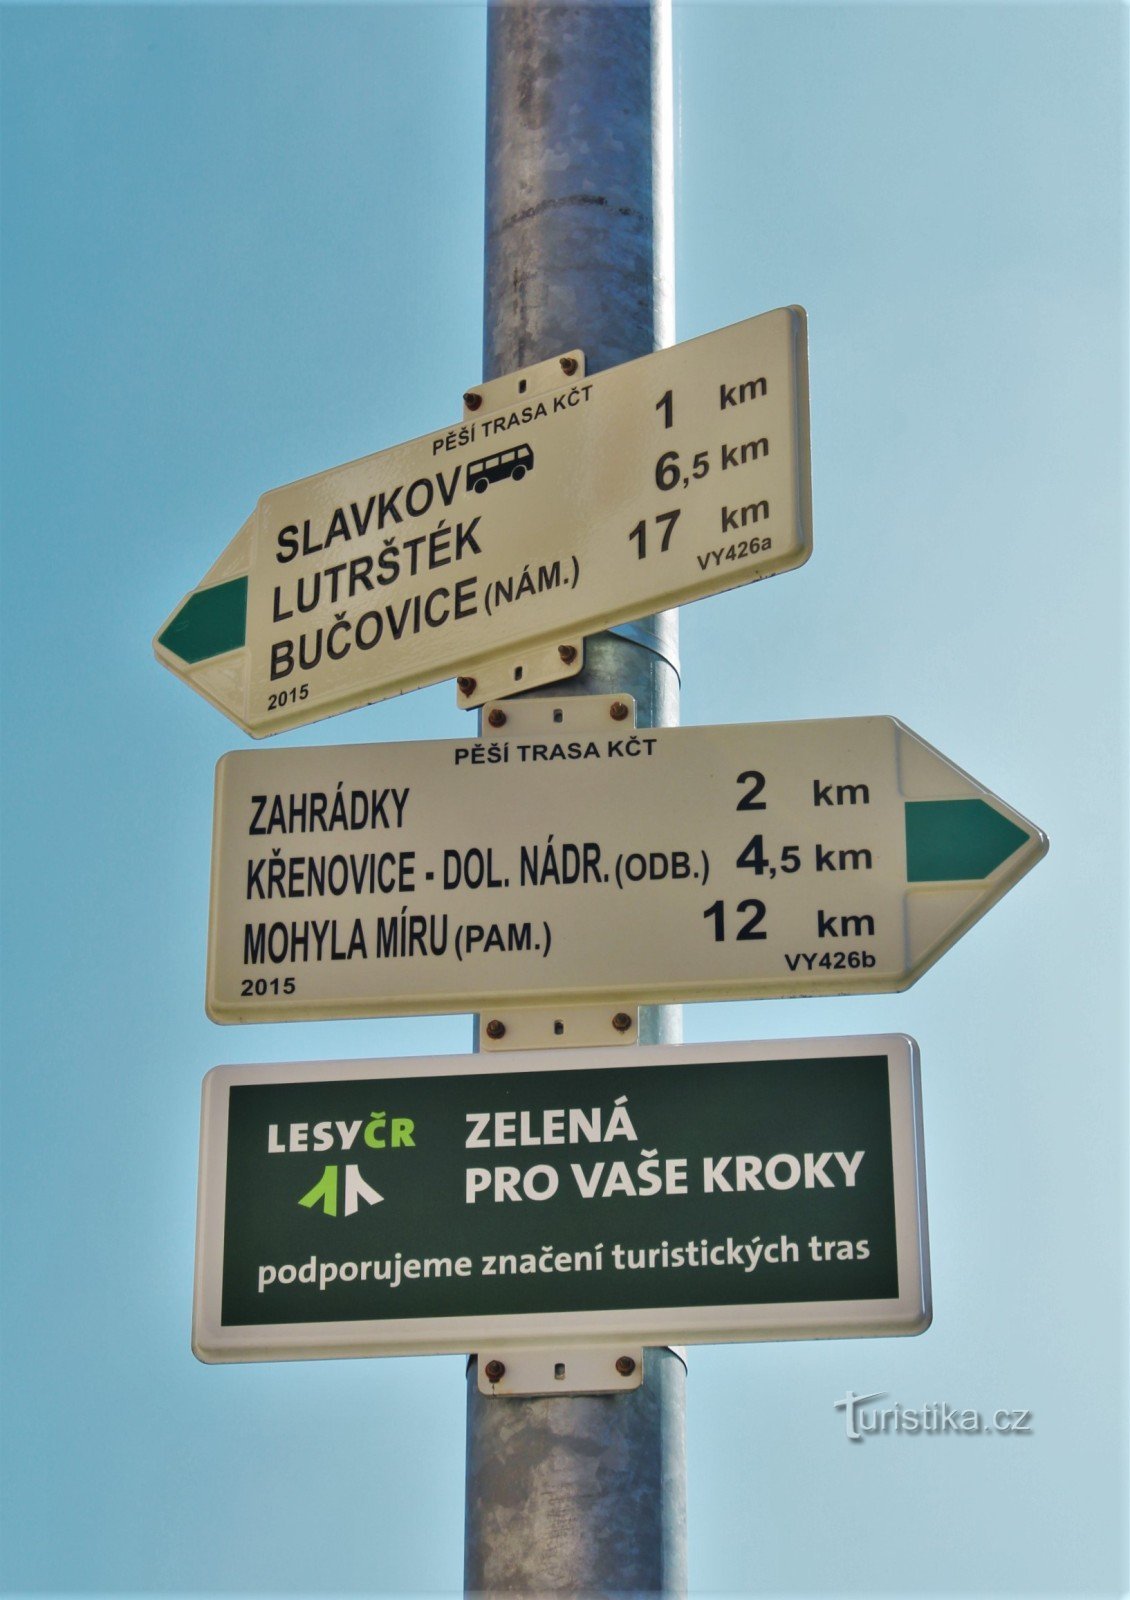 PĚŠÍ TRASA KČT
SLAVKOV 1 km
LUTRŠTÉK 6,5 km
BUČOVICE (NÁM.) 17 km
2015 VY426a
PĚŠÍ TRASA KČT
ZAHRÁDKY 2 km
KŘENOVICE - DOL. NÁDR. (ODB.) 4,5 km
MOHYLA MÍRU (PAM.) 12 km
2015 VY426b
LESY ČR
ZELENÁ
PRO VAŠE KROKY
podporujeme značení turistických tras
Turistika.cz